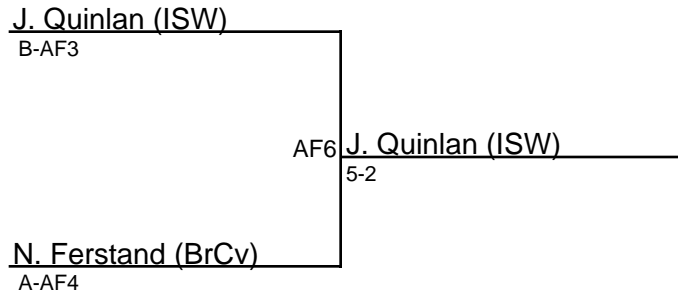 J. Quinlan (ISW)
B-AF3
AF6 J. Quinlan (ISW)
5-2
N. Ferstand (BrCv)
A-AF4